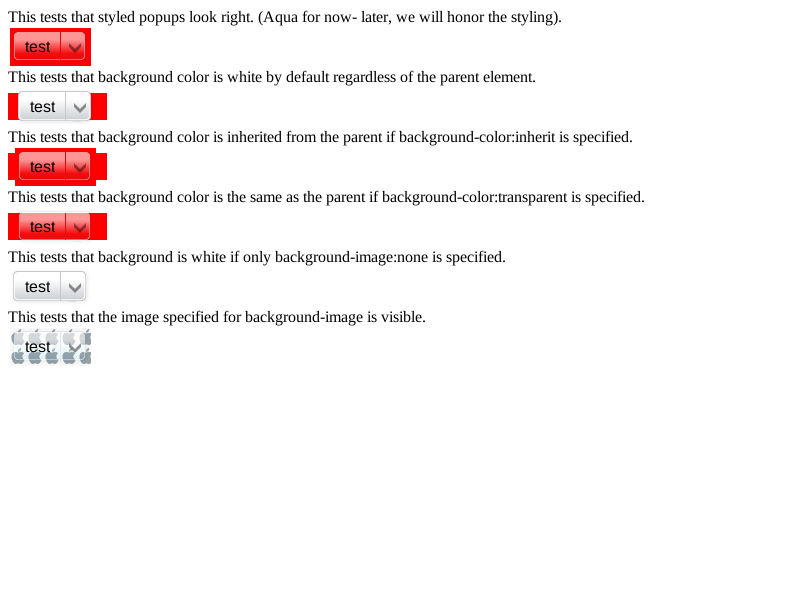 This tests that styled popups look right. (Aqua for now- later, we will honor the styling).
test
This tests that background color is white by default regardless of the parent element.
test
This tests that background color is inherited from the parent if background-color:inherit is specified.
test
This tests that background color is the same as the parent if background-color:transparent is specified.
test
This tests that background is white if only background-image:none is specified.
test
This tests that the image specified for background-image is visible.
test